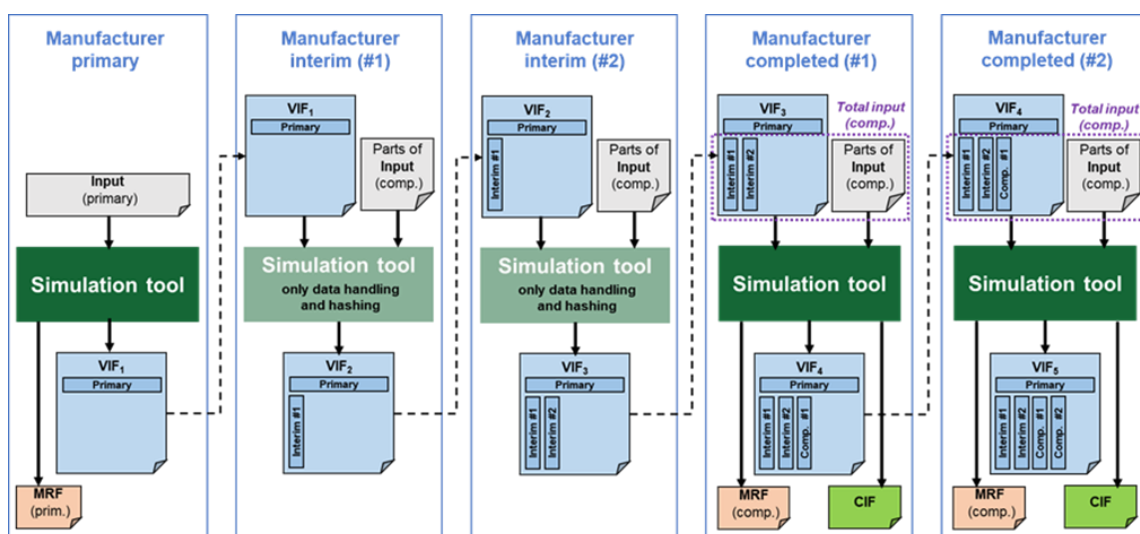 Manufacturer
primary
Input
(primary)
Simulation tool
VIF₁
Primary
MRF
(prim.)
Manufacturer
interim (#1)
VIF₁
Primary
Parts of
Input
(comp.)
Simulation tool
only data handling
and hashing
VIF₂
Primary
Interim #1
Manufacturer
interim (#2)
VIF₂
Primary
Interim #1
Parts of
Input
(comp.)
Simulation tool
only data handling
and hashing
VIF₃
Primary
Interim #1
Interim #2
Manufacturer
completed (#1)
VIF₃
Primary
Total input
(comp.)
Interim #1
Interim #2
Parts of
Input
(comp.)
Simulation tool
VIF₄
Primary
Interim #1
Interim #2
Comp. #1
MRF
(comp.)
CIF
Manufacturer
completed (#2)
VIF₄
Primary
Total input
(comp.)
Interim #1
Interim #2
Comp. #1
Parts of
Input
(comp.)
Simulation tool
VIF₅
Primary
Interim #1
Interim #2
Comp. #1
Comp. #2
MRF
(comp.)
CIF